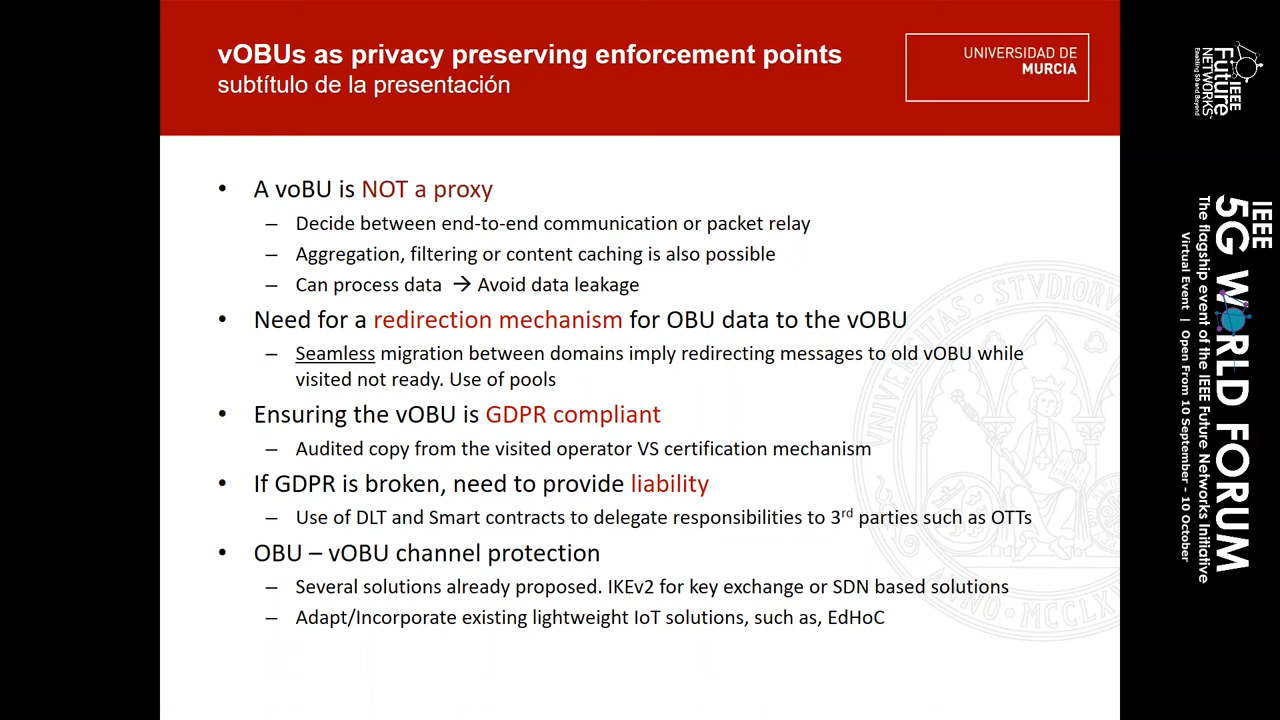 vOBUs as privacy preserving enforcement points
subtítulo de la presentación
UNIVERSIDAD DE
MURCIA
• A voBU is NOT a proxy
– Decide between end-to-end communication or packet relay
– Aggregation, filtering or content caching is also possible
– Can process data → Avoid data leakage
• Need for a redirection mechanism for OBU data to the vOBU
– Seamless migration between domains imply redirecting messages to old vOBU while
visited not ready. Use of pools
• Ensuring the vOBU is GDPR compliant
– Audited copy from the visited operator VS certification mechanism
• If GDPR is broken, need to provide liability
– Use of DLT and Smart contracts to delegate responsibilities to 3rd parties such as OTTs
• OBU – vOBU channel protection
– Several solutions already proposed. IKEv2 for key exchange or SDN based solutions
– Adapt/Incorporate existing lightweight IoT solutions, such as, EdHoC
IEEE
Future
NETWORKS™
Enabling 5G and Beyond
IEEE
5G WORLD FORUM
The flagship event of the IEEE Future Networks Initiative
Virtual Event | Open From 10 September - 10 October